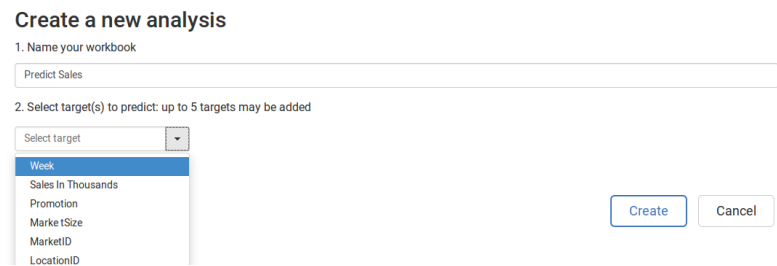 Create a new analysis
1. Name your workbook
Predict Sales
2. Select target(s) to predict: up to 5 targets may be added
Select target
Week
Sales In Thousands
Promotion
Marke tSize
MarketID
LocationID
Create Cancel